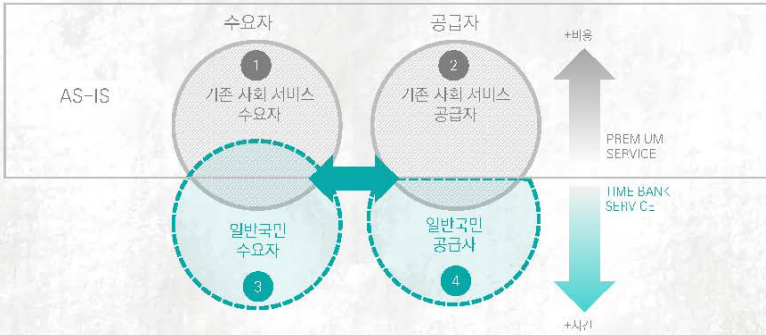 수요자
공급자
+비용
AS-IS
1
기존 사회 서비스
수요자
2
기존 사회 서비스
공급자
PREMIUM
SERVICE
TIME BANK
SERVICE
일반국민
수요자
3
일반국민
공급자
4
+시간